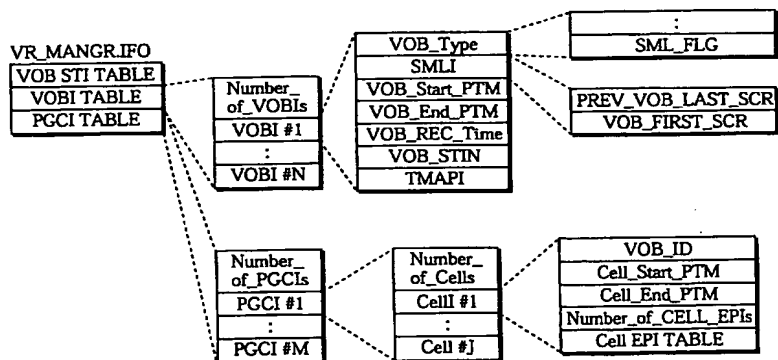 VR_MANGR.IFO
VOB STI TABLE
VOBI TABLE
PGCI TABLE
Number_
of_VOBIs
VOBI #1
:
VOBI #N
VOB_Type
SMLI
VOB_Start_PTM
VOB_End_PTM
VOB_REC_Time
VOB_STIN
TMAPI
:
SML_FLG
PREV_VOB_LAST_SCR
VOB_FIRST_SCR
Number_
of_PGCIs
PGCI #1
:
PGCI #M
Number_
of_Cells
CellI #1
:
Cell #J
VOB_ID
Cell_Start_PTM
Cell_End_PTM
Number_of_CELL_EPIs
Cell EPI TABLE